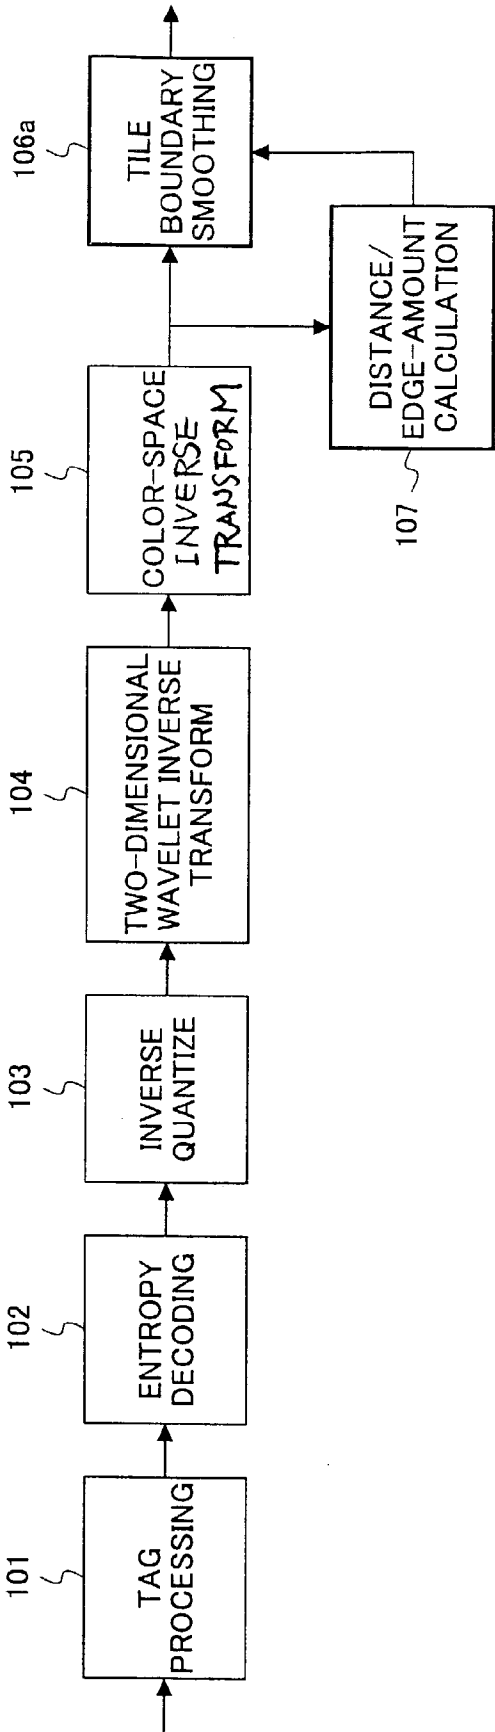 101
TAG
PROCESSING
102
ENTROPY
DECODING
103
INVERSE
QUANTIZE
104
TWO-DIMENSIONAL
WAVELET INVERSE
TRANSFORM
105
COLOR-SPACE
INVERSE
TRANSFORM
106a
TILE
BOUNDARY
SMOOTHING
107
DISTANCE/
EDGE-AMOUNT
CALCULATION